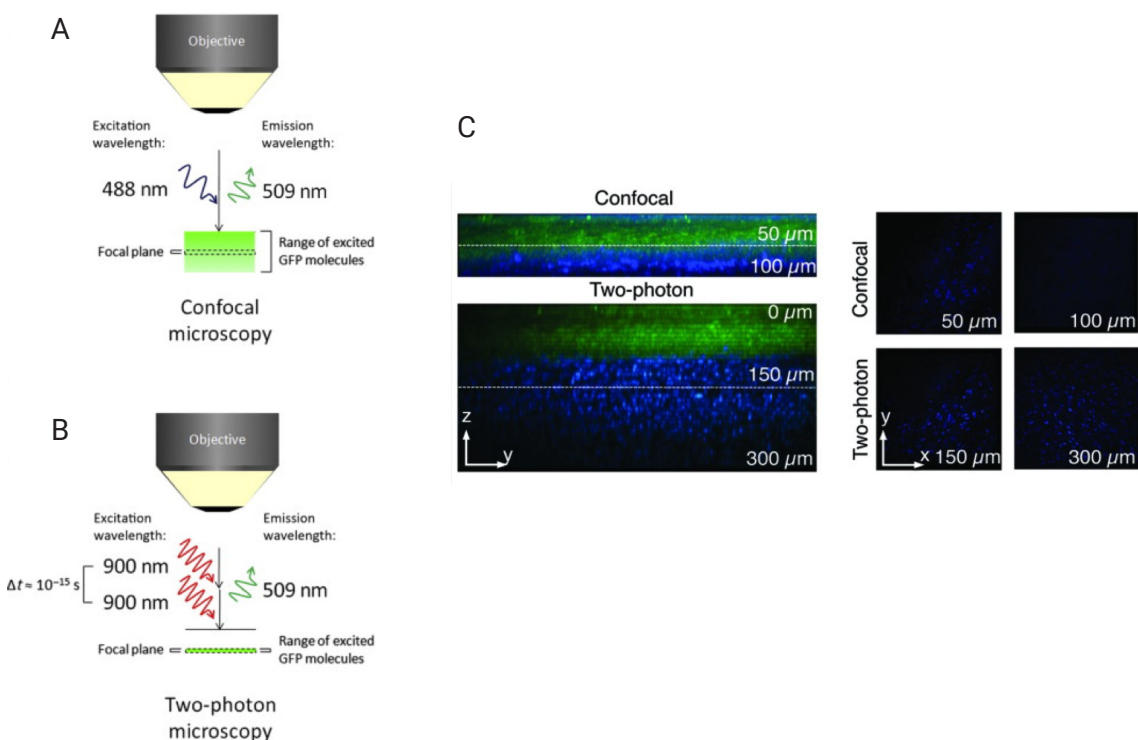 A
Objective
Excitation
wavelength:
Emission
wavelength:
488 nm
509 nm
Focal plane
Range of excited
GFP molecules
Confocal
microscopy
B
Objective
Excitation
wavelength:
Emission
wavelength:
900 nm
Δt ≈ 10⁻¹⁵ s
900 nm
509 nm
Focal plane
Range of excited
GFP molecules
Two-photon
microscopy
C
Confocal
50 µm
100 µm
Two-photon
0 µm
150 µm
z
y
300 µm
Confocal
50 µm
100 µm
Two-photon
y
x
150 µm
300 µm